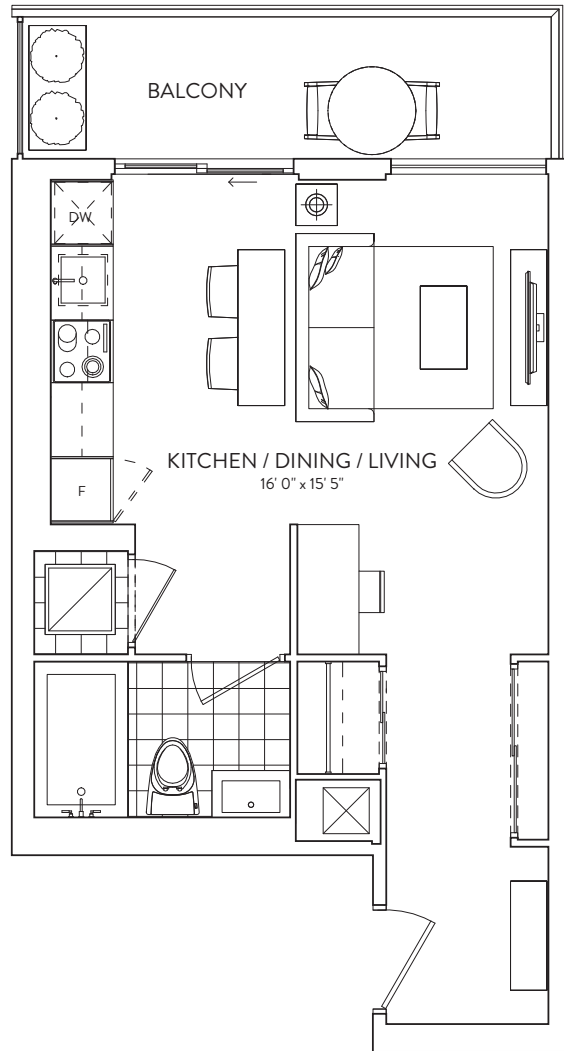 BALCONY
DW
F
KITCHEN / DINING / LIVING
16' 0" x 15' 5"